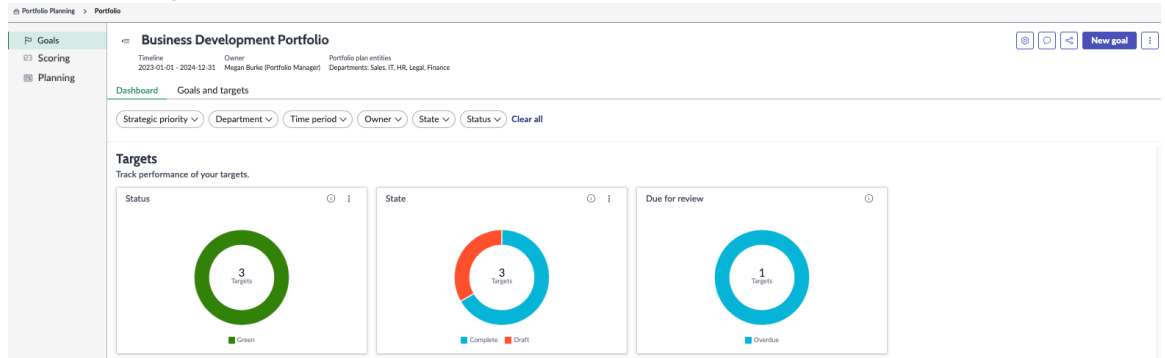 Portfolio Planning > Portfolio
Goals
Scoring
Planning
Business Development Portfolio
New goal
Timeline Owner Portfolio plan entities
2023-01-01 - 2024-12-31 Megan Burke (Portfolio Manager) Departments: Sales, IT, HR, Legal, Finance
Dashboard Goals and targets
Strategic priority Department Time period Owner State Status Clear all
Targets
Track performance of your targets.
Status State Due for review
3 3 1
Targets Targets Targets
Green Complete Draft Overdue